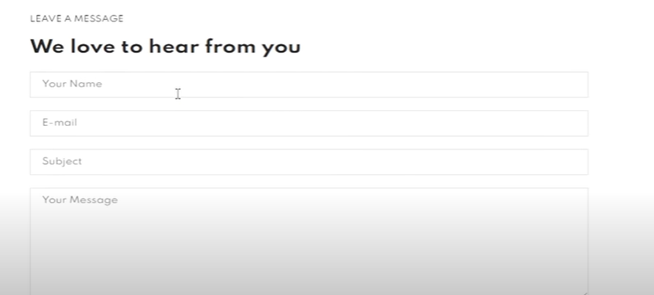 LEAVE A MESSAGE
We love to hear from you
Your Name
E-mail
Subject
Your Message